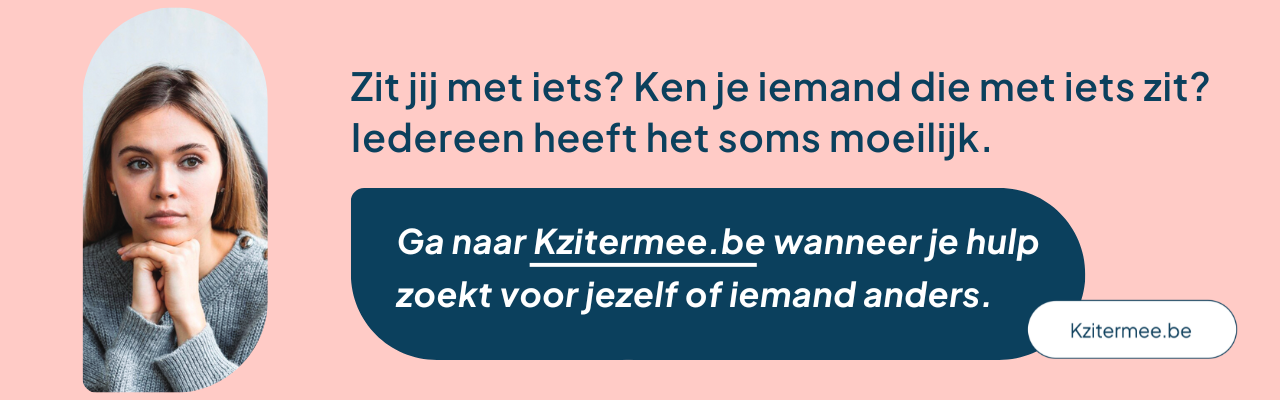 Zit jij met iets? Ken je iemand die met iets zit?
Iedereen heeft het soms moeilijk.
Ga naar Kzitermee.be wanneer je hulp
zoekt voor jezelf of iemand anders.
Kzitermee.be